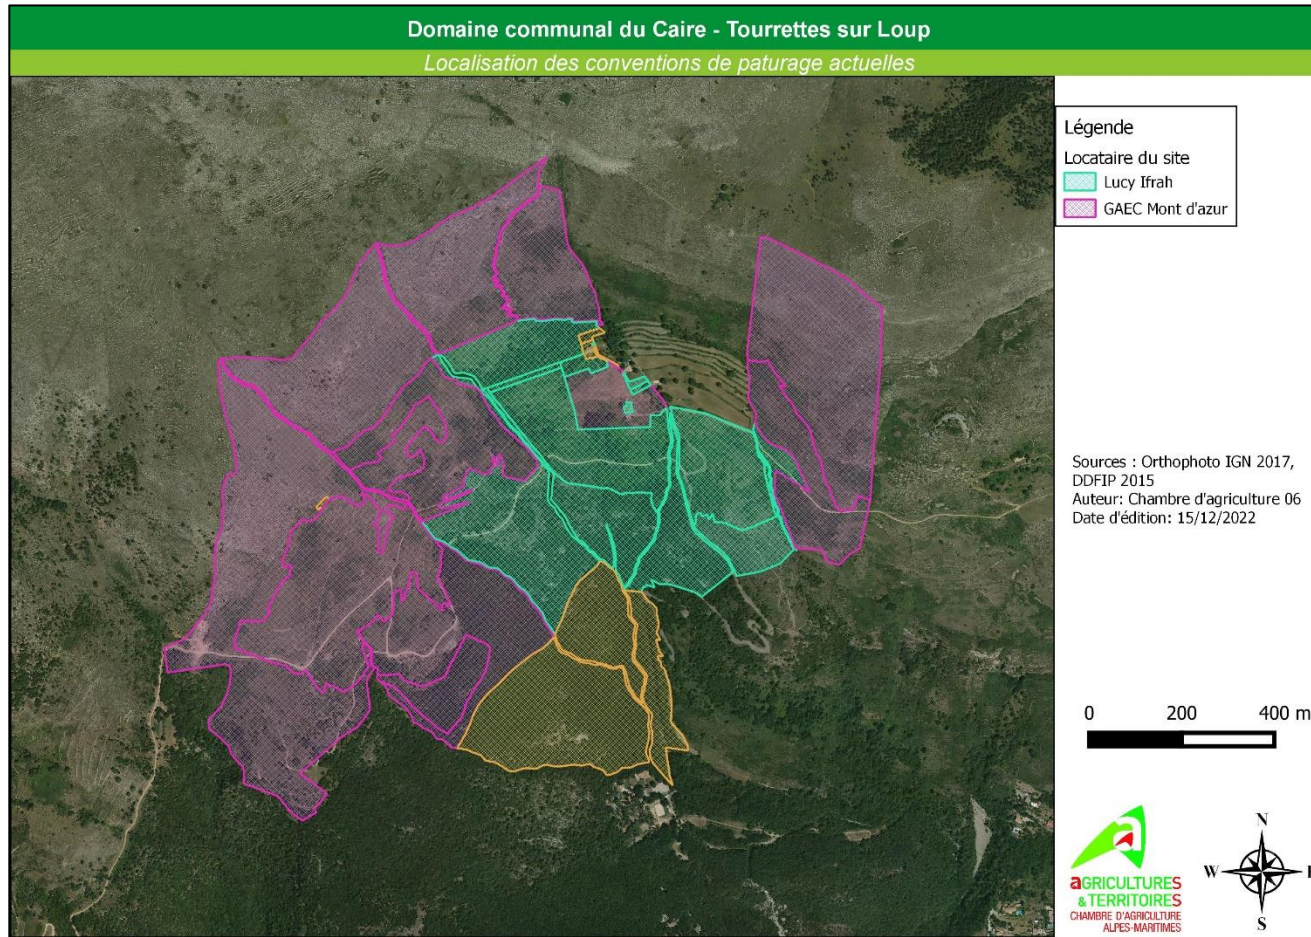 Domaine communal du Caire - Tourrettes sur Loup
Localisation des conventions de paturage actuelles
Légende
Locataire du site
Lucy Ifrah
GAEC Mont d'azur
Sources : Orthophoto IGN 2017,
DDFIP 2015
Auteur: Chambre d'agriculture 06
Date d'édition: 15/12/2022
0 200 400 m
a
aGRICULTURES
& TERRITOIRES
CHAMBRE D'AGRICULTURE
ALPES-MARITIMES
N
W
S